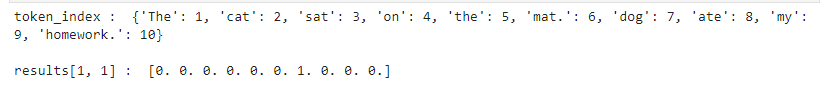 token_index :  {'The': 1, 'cat': 2, 'sat': 3, 'on': 4, 'the': 5, 'mat.': 6, 'dog': 7, 'ate': 8, 'my':
9, 'homework.': 10}
results[1, 1] :  [0. 0. 0. 0. 0. 0. 1. 0. 0. 0.]